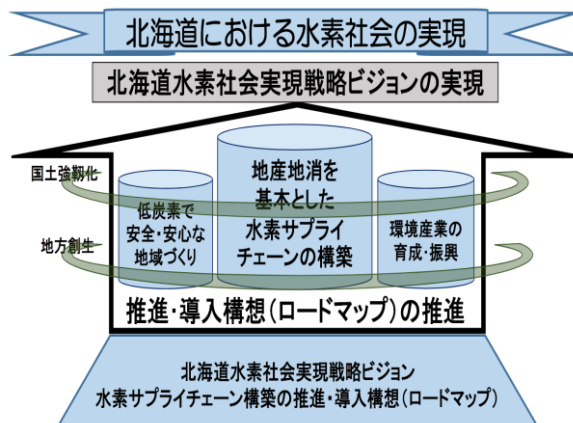 北海道における水素社会の実現
北海道水素社会実現戦略ビジョンの実現
国土強靱化
地方創生
低炭素で
安全・安心な
地域づくり
地産地消を
基本とした
水素サプライ
チェーンの構築
環境産業の
育成・振興
推進・導入構想(ロードマップ)の推進
北海道水素社会実現戦略ビジョン
水素サプライチェーン構築の推進・導入構想(ロードマップ)